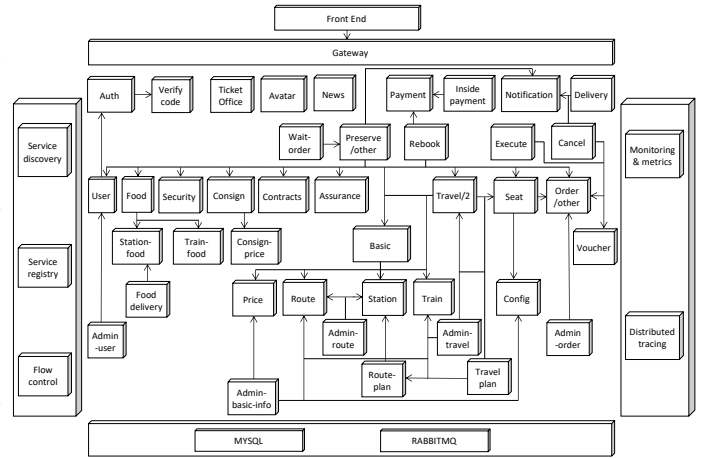 Front End
Gateway
Auth
Verify
code
Ticket
Office
Avatar
News
Payment
Inside
payment
Notification
Delivery
Service
discovery
Wait-
order
Preserve
/other
Rebook
Execute
Cancel
Monitoring
& metrics
User
Food
Security
Consign
Contracts
Assurance
Travel/2
Seat
Order
/other
Station-
food
Train-
food
Consign-
price
Basic
Voucher
Service
registry
Food
delivery
Price
Route
Station
Train
Config
Admin
-user
Admin-
route
Admin-
travel
Admin
-order
Distributed
tracing
Flow
control
Admin-
basic-info
Route-
plan
Travel
plan
MYSQL
RABBITMQ